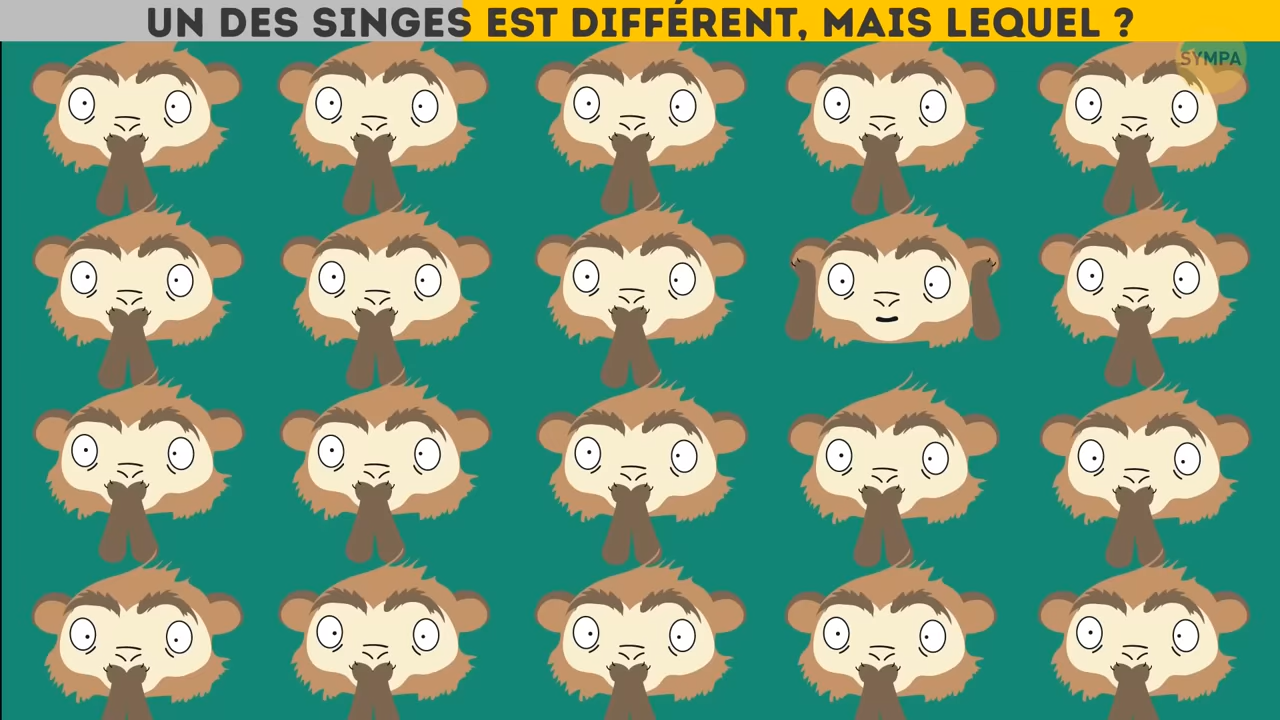 UN DES SINGES EST DIFFÉRENT, MAIS LEQUEL ?
SYMPA